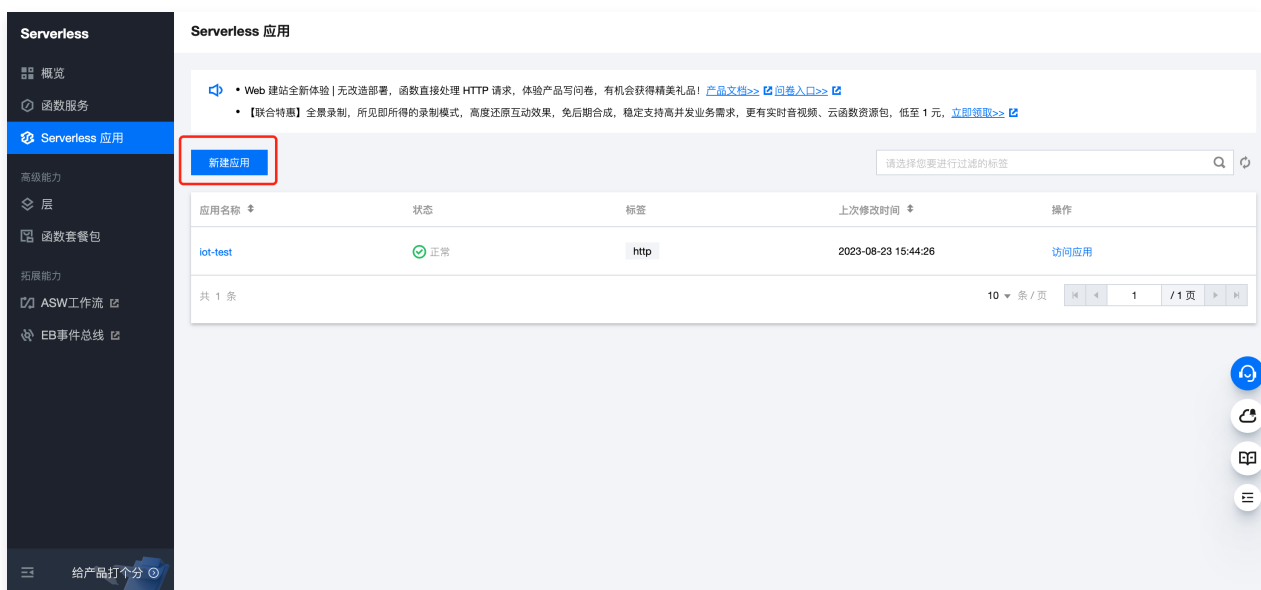 Serverless
概览
函数服务
Serverless 应用
高级能力
层
函数套餐包
拓展能力
ASW工作流
EB事件总线
给产品打个分
Serverless 应用
• Web 建站全新体验 | 无改造部署，函数直接处理 HTTP 请求，体验产品写问卷，有机会获得精美礼品！产品文档>> 问卷入口>>
• 【联合特惠】全景录制，所见即所得的录制模式，高度还原互动效果，免后期合成，稳定支持高并发业务需求，更有实时音视频、云函数资源包，低至 1 元，立即领取>>
新建应用
请选择您要进行过滤的标签
应用名称 状态 标签 上次修改时间 操作
iot-test 正常 http 2023-08-23 15:44:26 访问应用
共 1 条 10 条 / 页 1 / 1 页